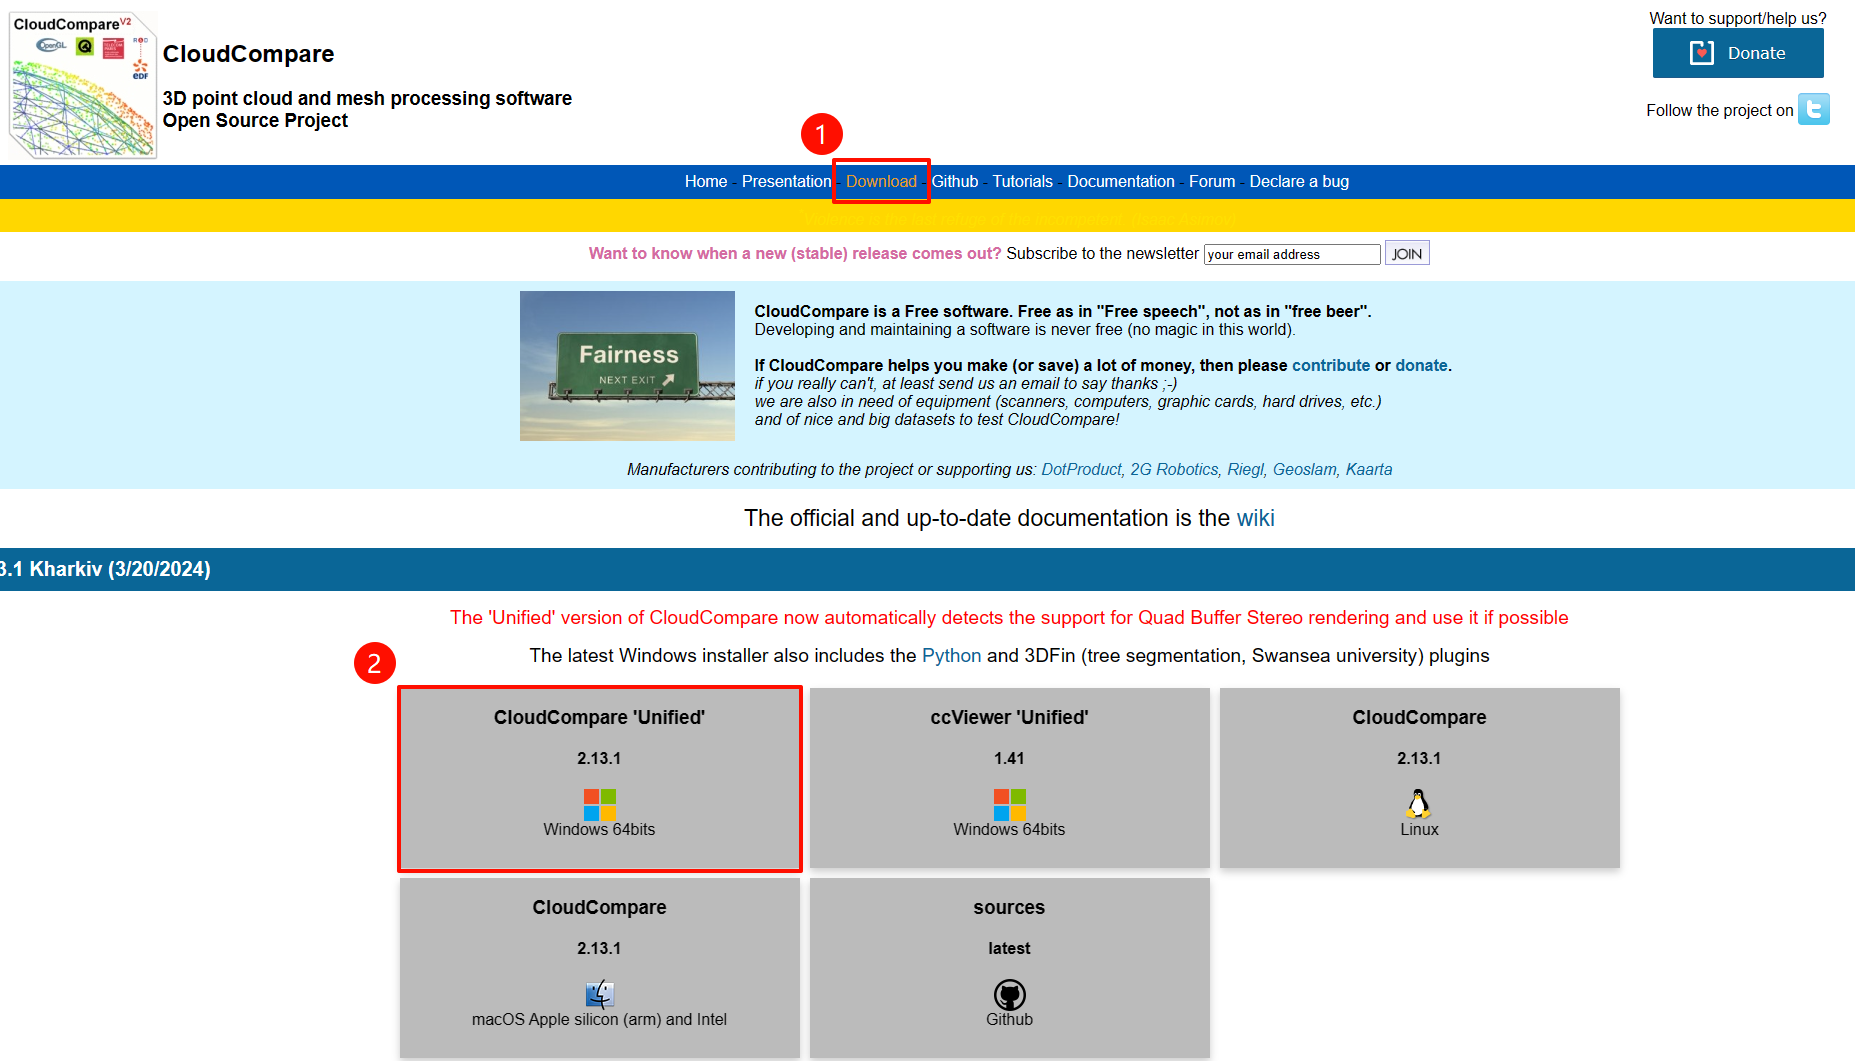 CloudCompare V2
OpenGL
EDF
CloudCompare
3D point cloud and mesh processing software
Open Source Project
Want to support/help us?
Donate
Follow the project on
1
Home - Presentation - Download - Github - Tutorials - Documentation - Forum - Declare a bug
Want to know when a new (stable) release comes out? Subscribe to the newsletter your email address JOIN
Fairness
NEXT EXIT
CloudCompare is a Free software. Free as in "Free speech", not as in "free beer".
Developing and maintaining a software is never free (no magic in this world).
If CloudCompare helps you make (or save) a lot of money, then please contribute or donate.
if you really can't, at least send us an email to say thanks ;-)
we are also in need of equipment (scanners, computers, graphic cards, hard drives, etc.)
and of nice and big datasets to test CloudCompare!
Manufacturers contributing to the project or supporting us: DotProduct, 2G Robotics, Riegl, Geoslam, Kaarta
The official and up-to-date documentation is the wiki
3.1 Kharkiv (3/20/2024)
The 'Unified' version of CloudCompare now automatically detects the support for Quad Buffer Stereo rendering and use it if possible
2
The latest Windows installer also includes the Python and 3DFin (tree segmentation, Swansea university) plugins
CloudCompare 'Unified'
2.13.1
Windows 64bits
ccViewer 'Unified'
1.41
Windows 64bits
CloudCompare
2.13.1
Linux
CloudCompare
2.13.1
macOS Apple silicon (arm) and Intel
sources
latest
Github